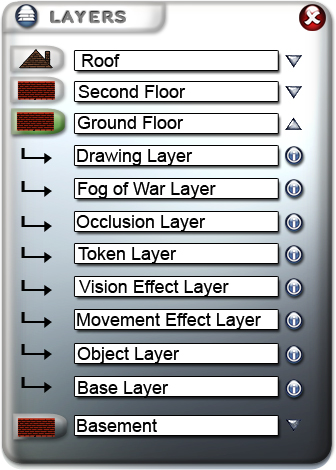 LAYERS
Roof
Second Floor
Ground Floor
Drawing Layer
Fog of War Layer
Occlusion Layer
Token Layer
Vision Effect Layer
Movement Effect Layer
Object Layer
Base Layer
Basement